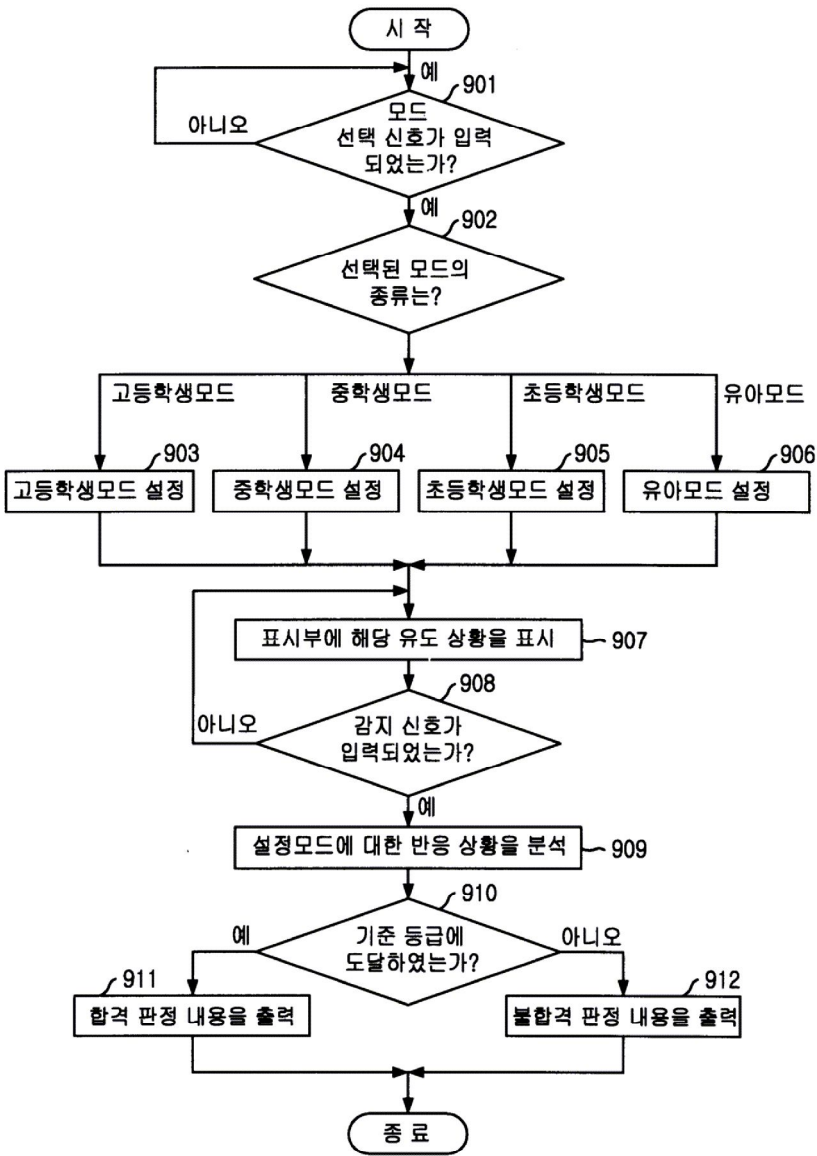 시 작
예
901
모드
선택 신호가 입력
되었는가?
아니오
예
902
선택된 모드의
종류는?
고등학생모드
중학생모드
초등학생모드
유아모드
903
904
905
906
고등학생모드 설정
중학생모드 설정
초등학생모드 설정
유아모드 설정
표시부에 해당 유도 상황을 표시
907
908
아니오
감지 신호가
입력되었는가?
예
설정모드에 대한 반응 상황을 분석
909
910
예
기준 등급에
도달하였는가?
아니오
911
912
합격 판정 내용을 출력
불합격 판정 내용을 출력
종 료